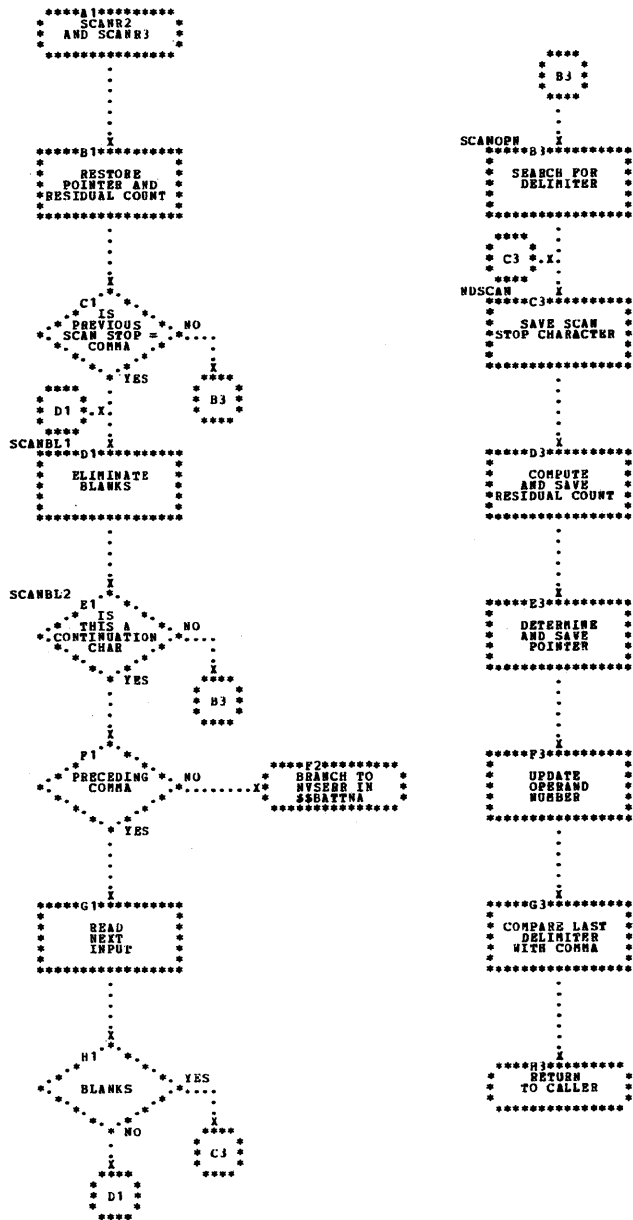 A1
SCANR2
AND SCANR3
B1
RESTORE
POINTER AND
RESIDUAL COUNT
C1
IS
PREVIOUS
SCAN STOP =
COMMA
NO
YES
B3
D1
SCANBL1
D1
ELIMINATE
BLANKS
SCANBL2
E1
IS
THIS A
CONTINUATION
CHAR
NO
YES
B3
F1
PRECEDING
COMMA
NO
YES
F2
BRANCH TO
NVSERR IN
$$BATTNA
G1
READ
NEXT
INPUT
H1
BLANKS
YES
NO
C3
D1
B3
SCANOPN
B3
SEARCH FOR
DELIMITER
C3
NDSCAN
C3
SAVE SCAN
STOP CHARACTER
D3
COMPUTE
AND SAVE
RESIDUAL COUNT
E3
DETERMINE
AND SAVE
POINTER
F3
UPDATE
OPERAND
NUMBER
G3
COMPARE LAST
DELIMITER
WITH COMMA
H3
RETURN
TO CALLER